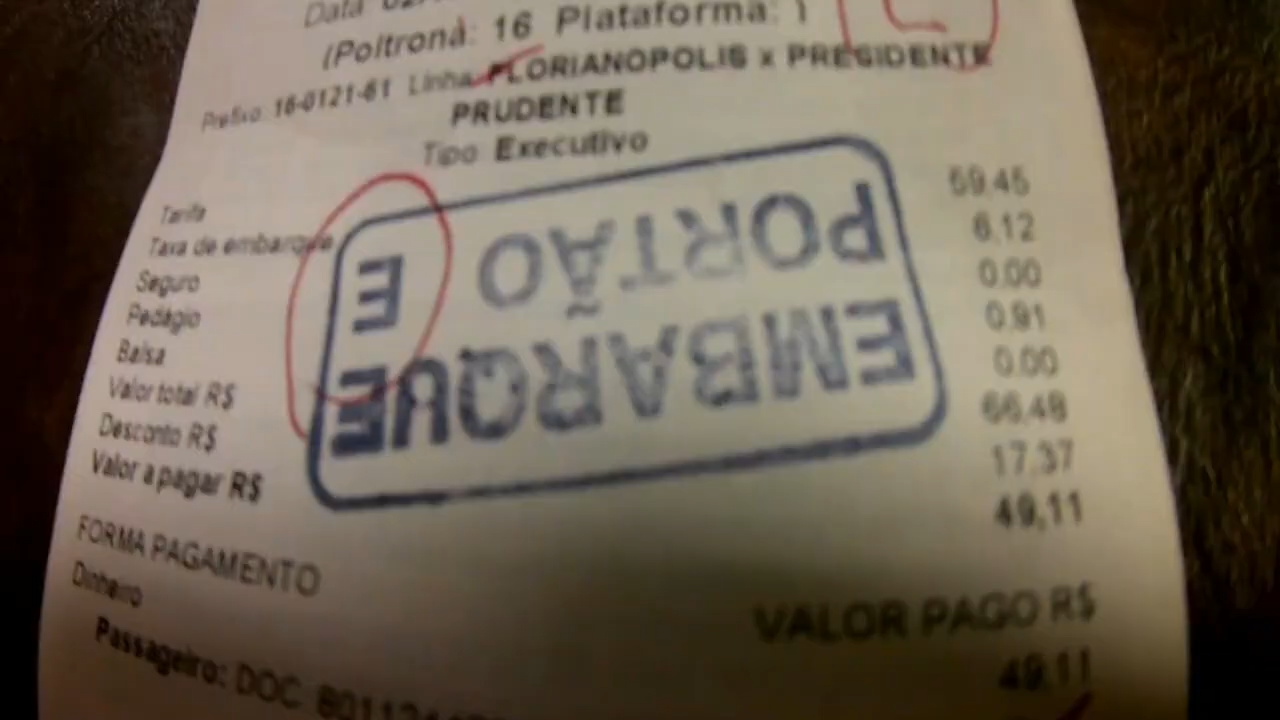 Data 02
(Poltrona: 16 Plataforma: )
Prefixo: 16-0121-61 Linha: FLORIANOPOLIS x PRESIDENTE
PRUDENTE
Tipo Executivo
Tarifa 59.45
Taxa de embarque 6,12
Seguro 0.00
Pedágio 0.91
Balsa 0.00
Valor total R$ 66,48
Desconto R$ 17,37
Valor a pagar R$ 49,11
FORMA PAGAMENTO VALOR PAGO R$
Dinheiro 49,11
Passageiro: DOC
EMBARQUE
PORTÃO E